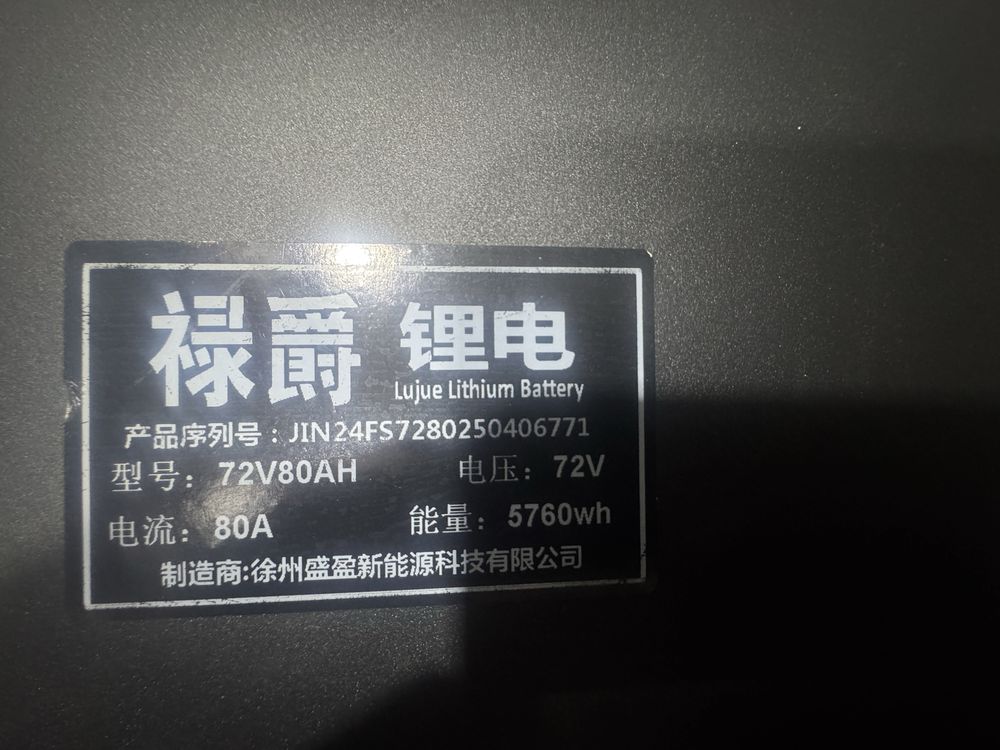 禄爵 锂电
Lujue Lithium Battery
产品序列号：JIN24FS7280250406771
型号：72V80AH 电压：72V
电流：80A 能量：5760wh
制造商:徐州盛盈新能源科技有限公司